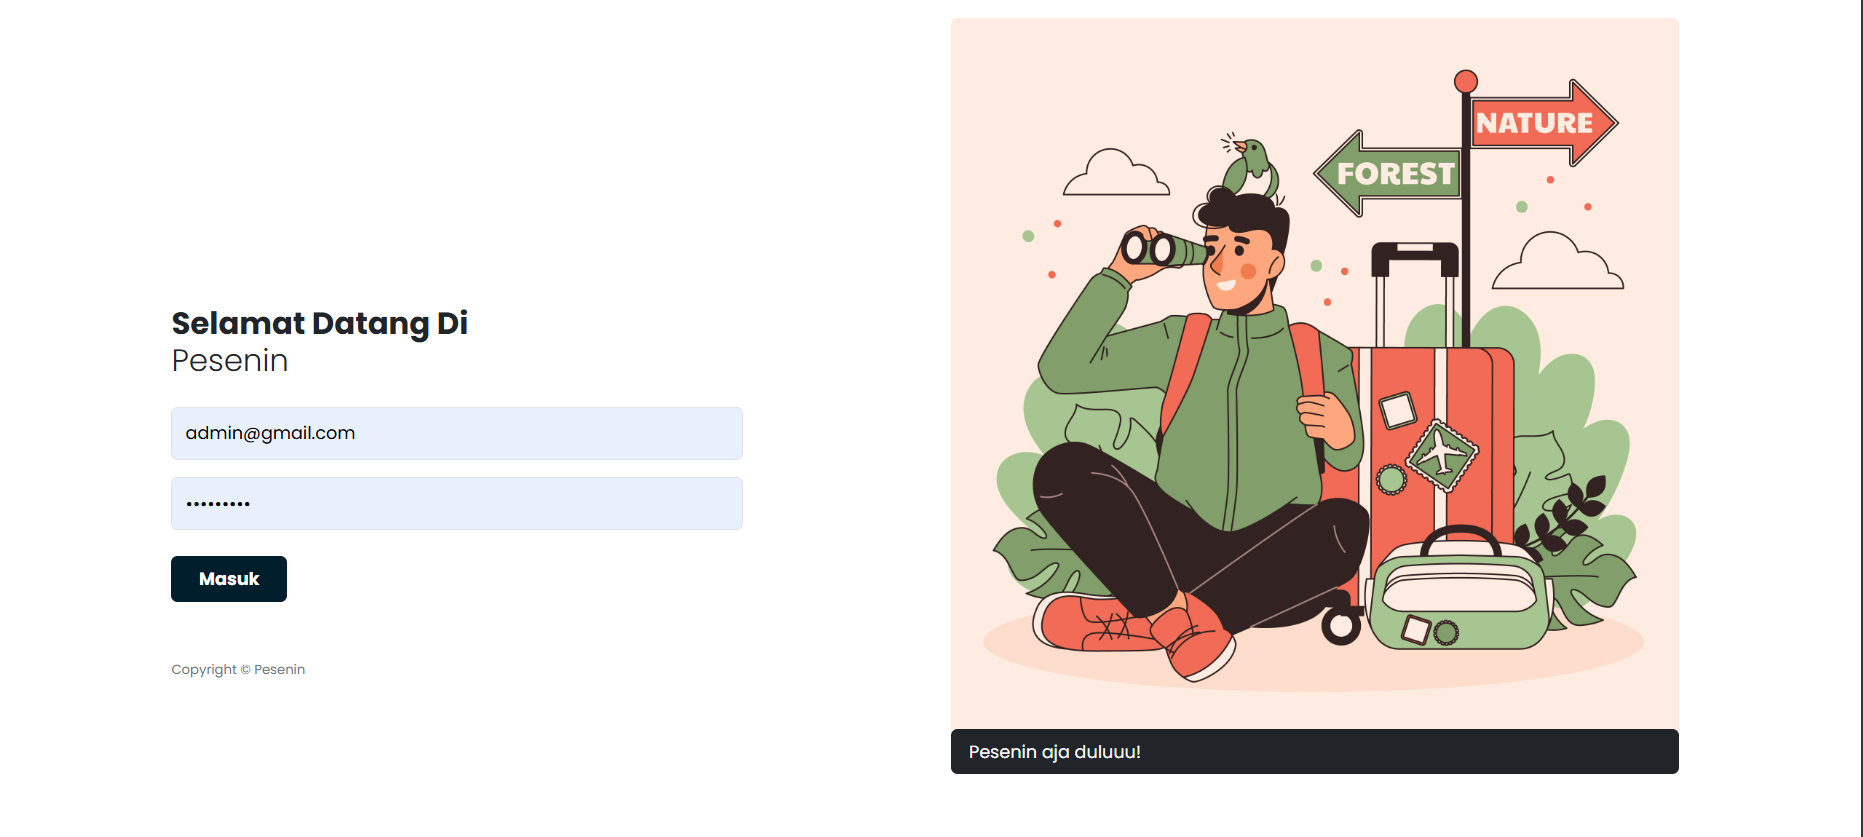 Selamat Datang Di
Pesenin
admin@gmail.com
•••••••••
Masuk
Copyright © Pesenin
NATURE
FOREST
Pesenin aja duluuu!